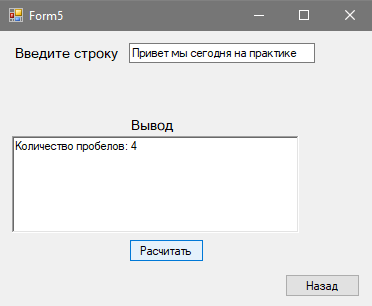 Form5
Введите строку
Привет мы сегодня на практике
Вывод
Количество пробелов: 4
Расчитать
Назад